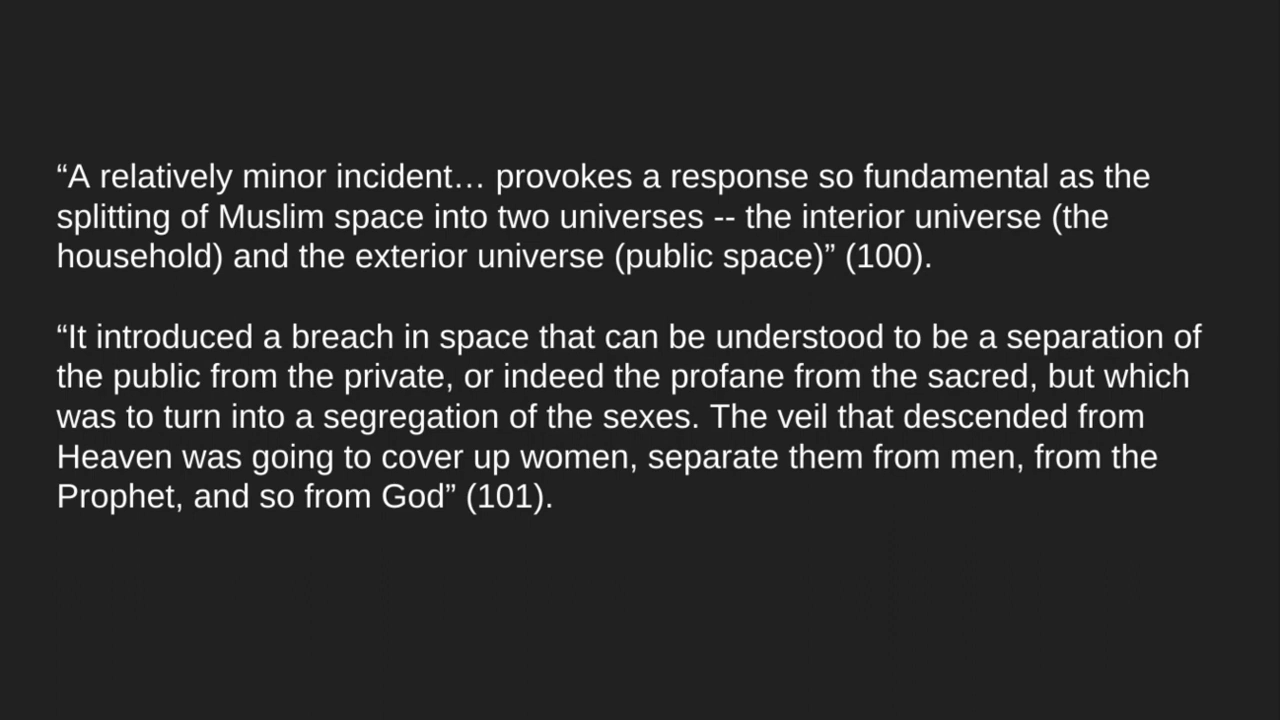 “A relatively minor incident… provokes a response so fundamental as the
splitting of Muslim space into two universes -- the interior universe (the
household) and the exterior universe (public space)” (100).
“It introduced a breach in space that can be understood to be a separation of
the public from the private, or indeed the profane from the sacred, but which
was to turn into a segregation of the sexes. The veil that descended from
Heaven was going to cover up women, separate them from men, from the
Prophet, and so from God” (101).